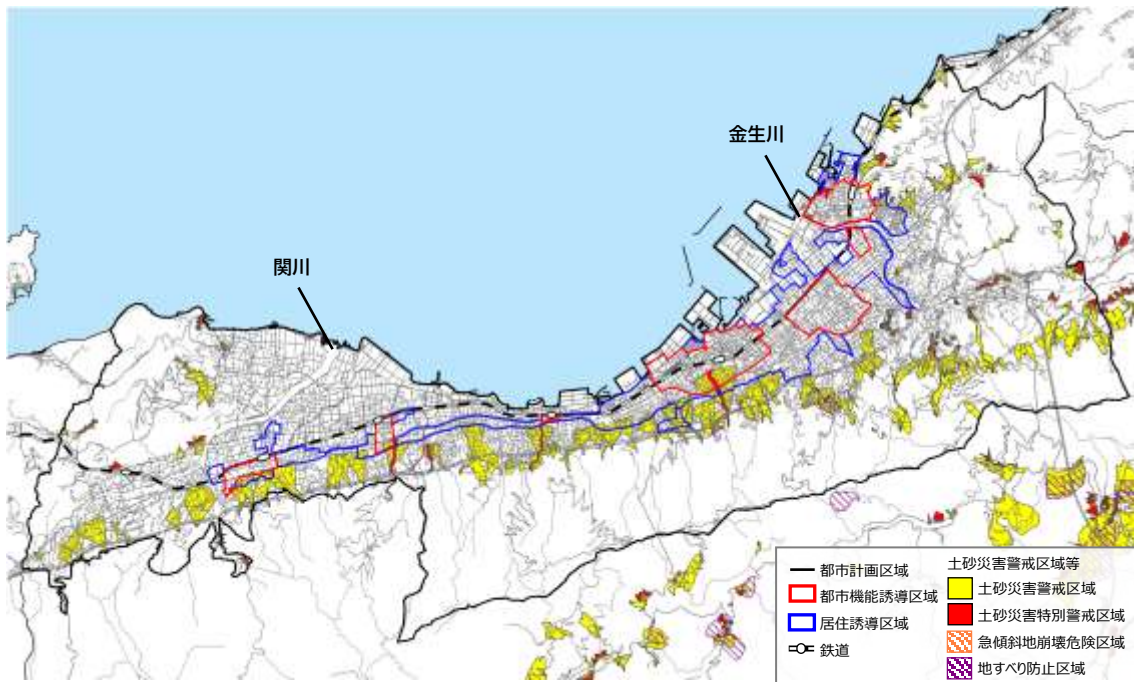 金生川
関川
都市計画区域
都市機能誘導区域
居住誘導区域
鉄道
土砂災害警戒区域等
土砂災害警戒区域
土砂災害特別警戒区域
急傾斜地崩壊危険区域
地すべり防止区域